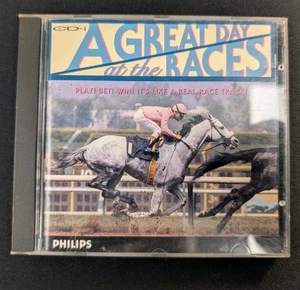 CD-i
A GREAT DAY
at the RACES
PLAY! BET! WIN! IT'S LIKE A REAL RACE TRACK!
PHILIPS